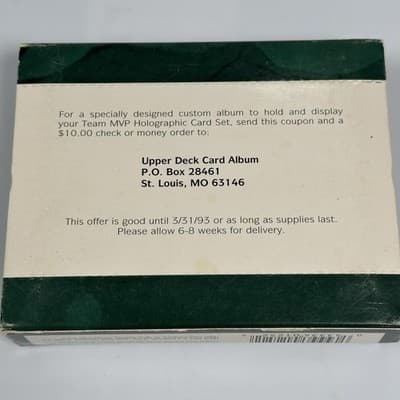 For a specially designed custom album to hold and display
your Team MVP Holographic Card Set, send this coupon and
a $10.00 check or money order to:
Upper Deck Card Album
P.O. Box 28461
St. Louis, MO 63146
This offer is good until 3/31/93 or as long as supplies last.
Please allow 6-8 weeks for delivery.